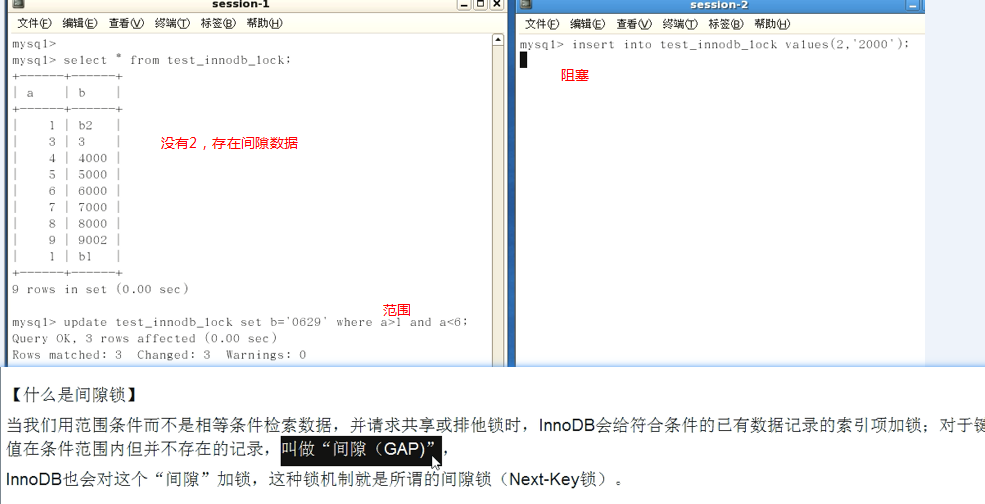 session-1
文件(F) 编辑(E) 查看(V) 终端(T) 标签(B) 帮助(H)
mysql>
mysql> select * from test_innodb_lock;
+------+------+
| a    | b    |
+------+------+
|    1 | b2   |
|    3 | 3    |
|    4 | 4000 |
|    5 | 5000 |
|    6 | 6000 |
|    7 | 7000 |
|    8 | 8000 |
|    9 | 9002 |
|    1 | b1   |
+------+------+
9 rows in set (0.00 sec)
没有2，存在间隙数据
范围
mysql> update test_innodb_lock set b='0629' where a>1 and a<6;
Query OK, 3 rows affected (0.00 sec)
Rows matched: 3  Changed: 3  Warnings: 0
session-2
文件(F) 编辑(E) 查看(V) 终端(T) 标签(B) 帮助(H)
mysql> insert into test_innodb_lock values(2,'2000');
阻塞
【什么是间隙锁】
当我们用范围条件而不是相等条件检索数据，并请求共享或排他锁时，InnoDB会给符合条件的已有数据记录的索引项加锁；对于键
值在条件范围内但并不存在的记录，叫做“间隙（GAP)”，
InnoDB也会对这个“间隙”加锁，这种锁机制就是所谓的间隙锁（Next-Key锁）。